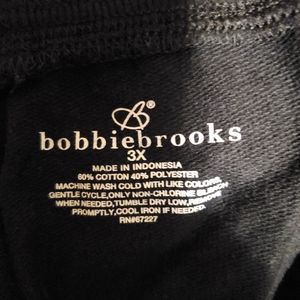 B®
bobbiebrooks
3X
MADE IN INDONESIA
60% COTTON 40% POLYESTER
MACHINE WASH COLD WITH LIKE COLORS,
GENTLE CYCLE,ONLY NON-CHLORINE BLEACH
WHEN NEEDED,TUMBLE DRY LOW,REMOVE
PROMPTLY,COOL IRON IF NEEDED.
RN#67227